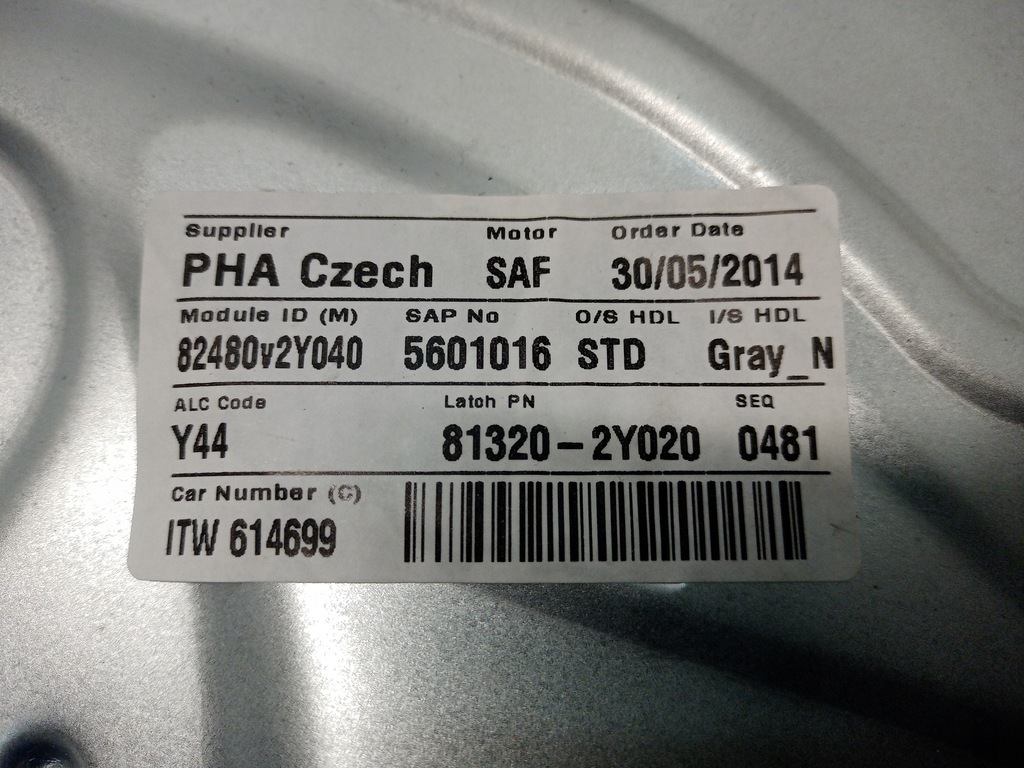 Supplier Motor Order Date
PHA Czech SAF 30/05/2014
Module ID (M) SAP No O/S HDL I/S HDL
82480v2Y040 5601016 STD Gray_N
ALC Code Latch PN SEQ
Y44 81320-2Y020 0481
Car Number (C)
ITW 614699